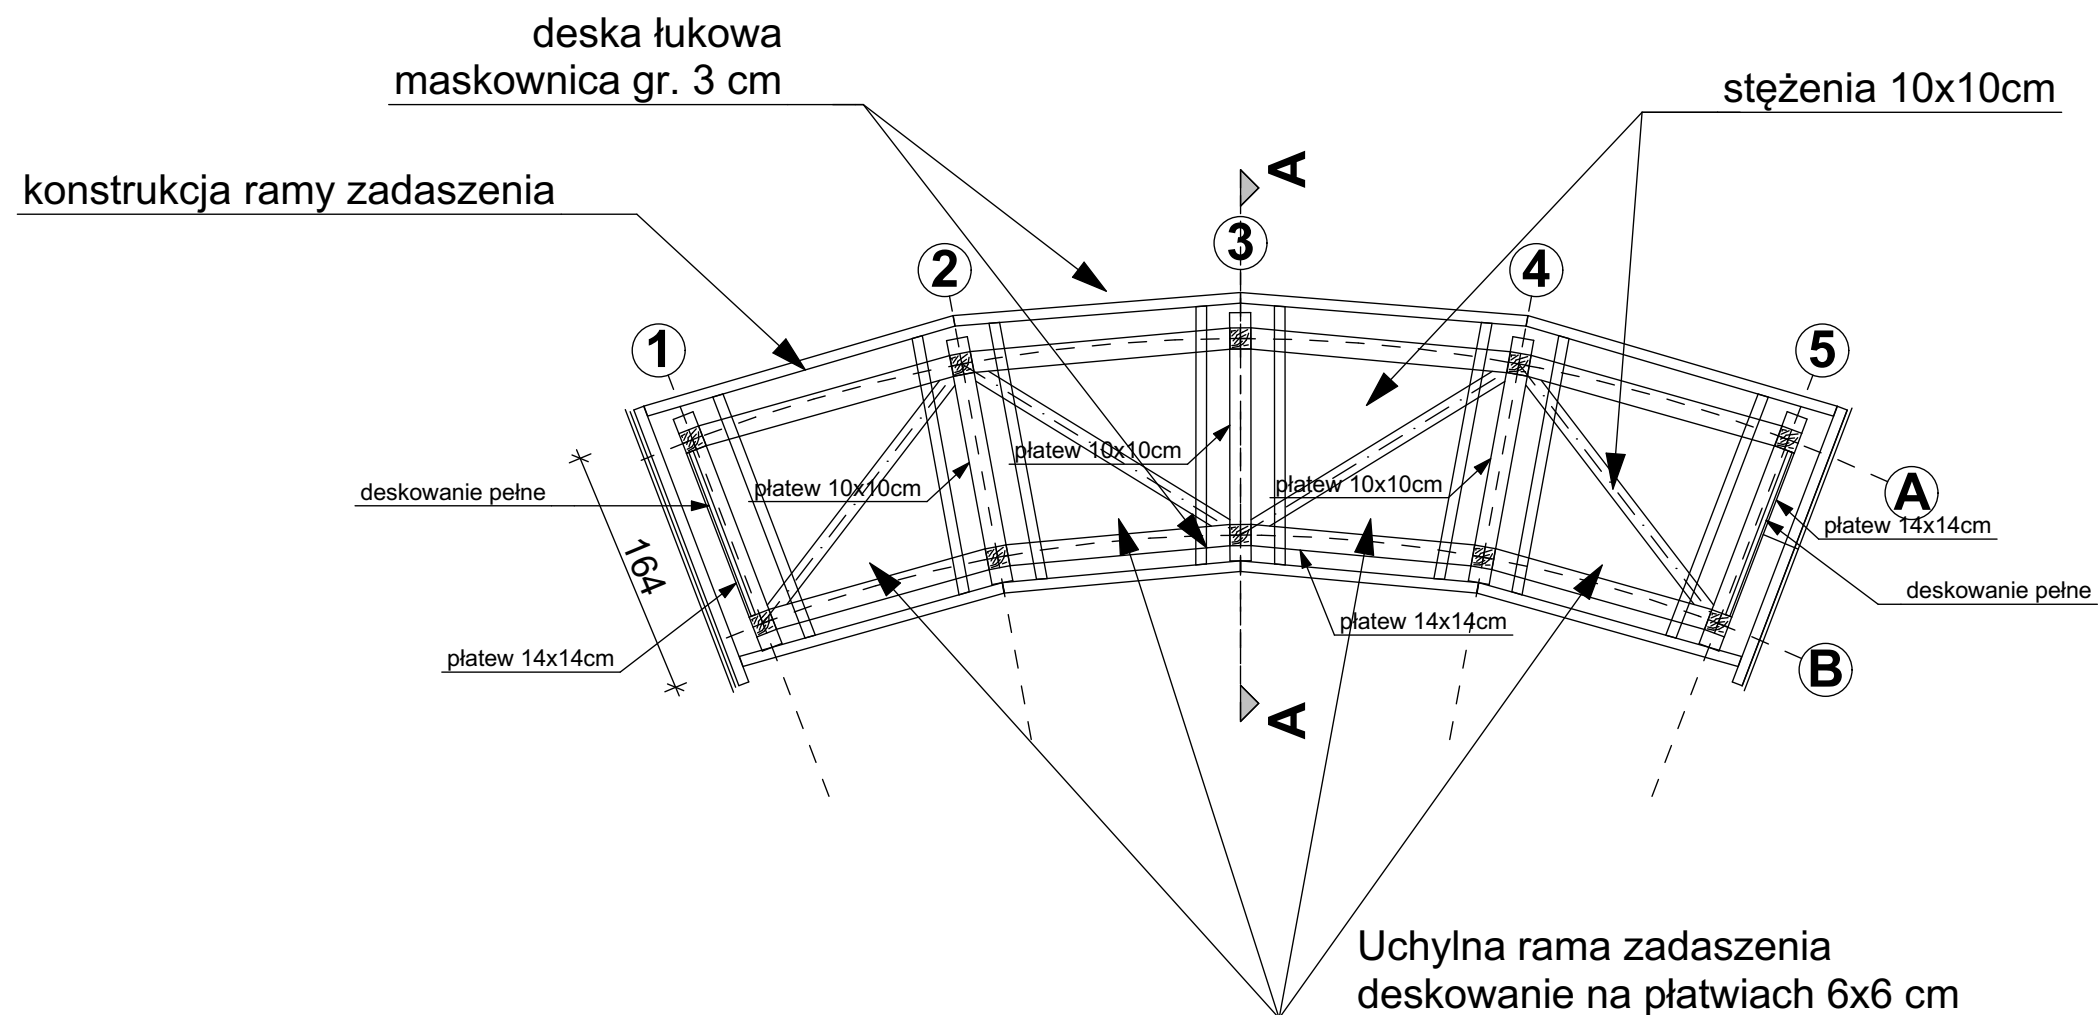 deska łukowa
maskownica gr. 3 cm
stężenia 10x10cm
konstrukcja ramy zadaszenia
A
3
2
4
1
5
płatew 10x10cm
płatew 10x10cm
płatew 10x10cm
deskowanie pełne
A
płatew 14x14cm
164
deskowanie pełne
płatew 14x14cm
płatew 14x14cm
B
A
Uchylna rama zadaszenia
deskowanie na płatwiach 6x6 cm